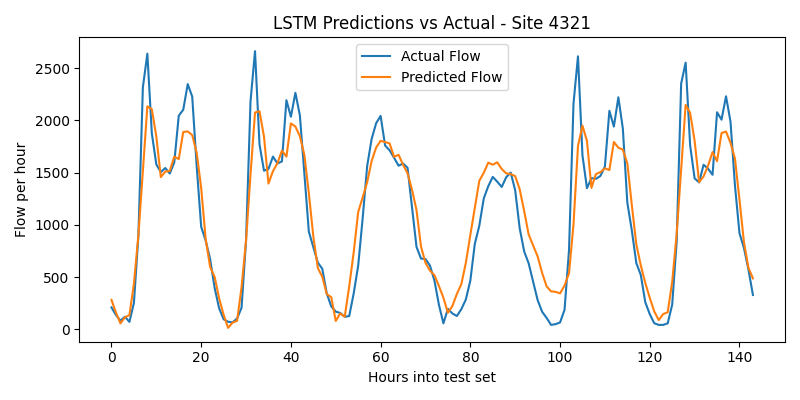 LSTM Predictions vs Actual - Site 4321
Actual Flow
Predicted Flow
Flow per hour
2500
2000
1500
1000
500
0
0 20 40 60 80 100 120 140
Hours into test set